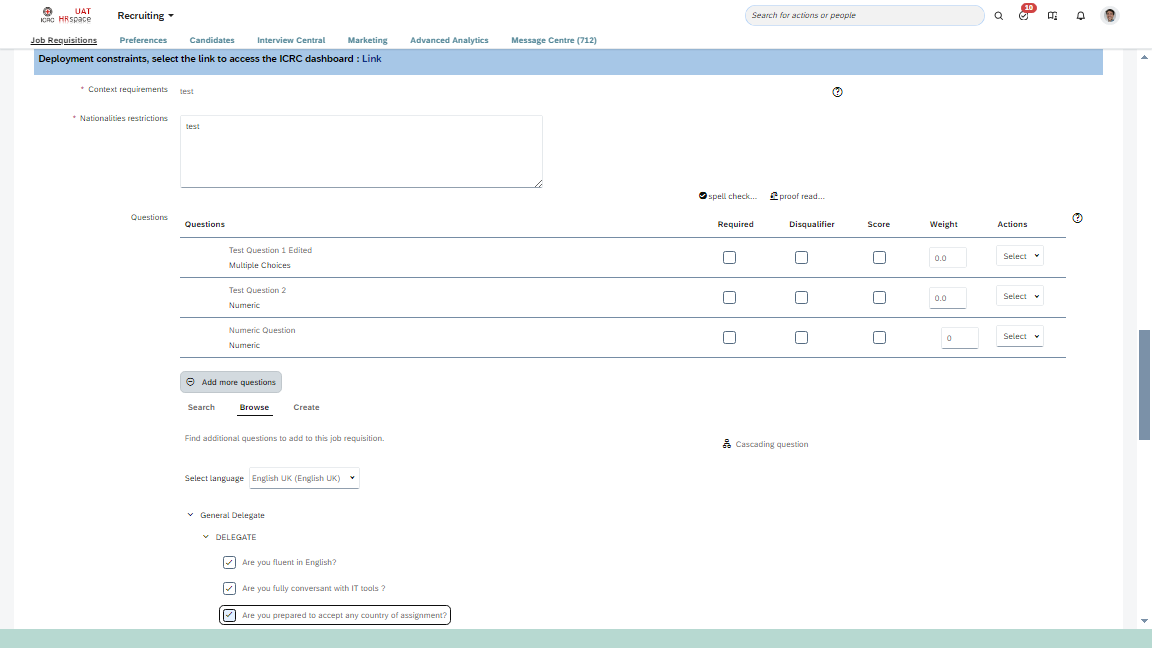 ICRC
UAT
HRspace
Recruiting
Search for actions or people
10
Job Requisitions
Preferences
Candidates
Interview Central
Marketing
Advanced Analytics
Message Centre (712)
Deployment constraints, select the link to access the ICRC dashboard : Link
* Context requirements
test
* Nationalities restrictions
test
spell check...
proof read...
Questions
Questions
Required
Disqualifier
Score
Weight
Actions
Test Question 1 Edited
Multiple Choices
0.0
Select
Test Question 2
Numeric
0.0
Select
Numeric Question
Numeric
0
Select
Add more questions
Search
Browse
Create
Find additional questions to add to this job requisition.
Cascading question
Select language
English UK (English UK)
General Delegate
DELEGATE
Are you fluent in English?
Are you fully conversant with IT tools ?
Are you prepared to accept any country of assignment?